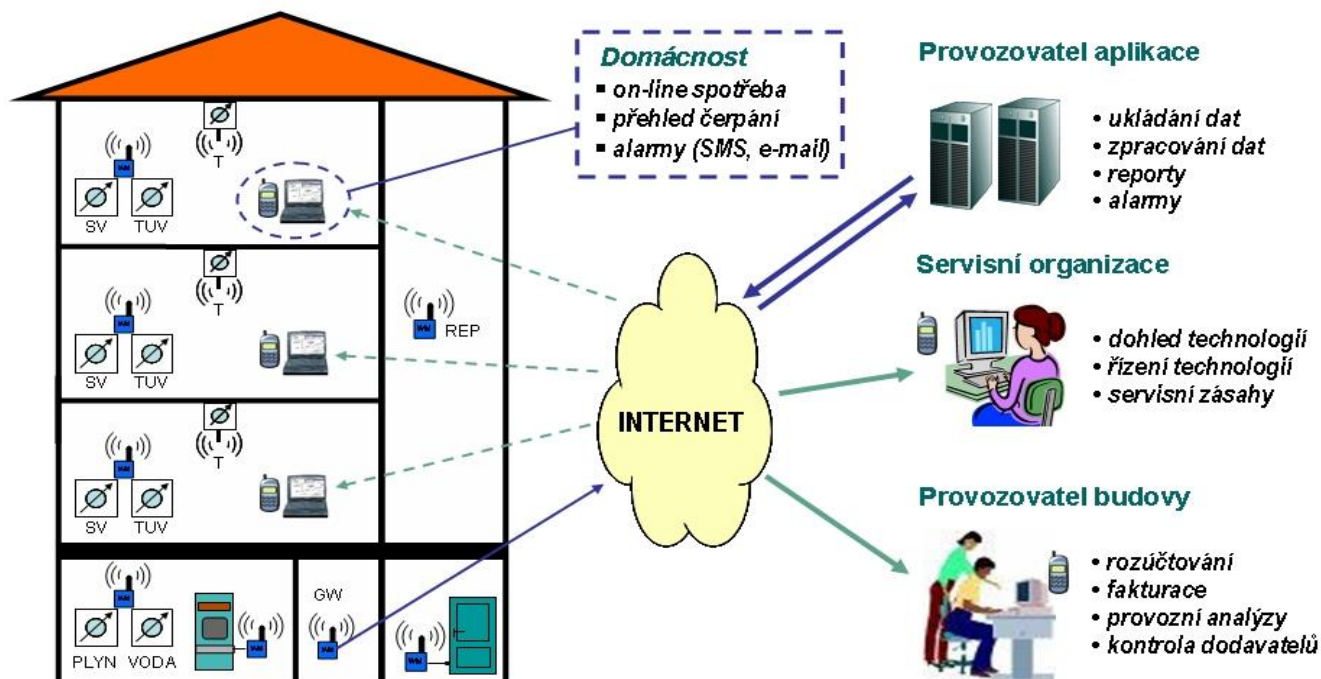 Domácnost
▪ on-line spotřeba
▪ přehled čerpání
▪ alarmy (SMS, e-mail)
Provozovatel aplikace
• ukládání dat
• zpracování dat
• reporty
• alarmy
T
SV TUV
T
SV TUV
REP
T
SV TUV
INTERNET
Servisní organizace
• dohled technologií
• řízení technologií
• servisní zásahy
GW
PLYN VODA
Provozovatel budovy
• rozúčtování
• fakturace
• provozní analýzy
• kontrola dodavatelů